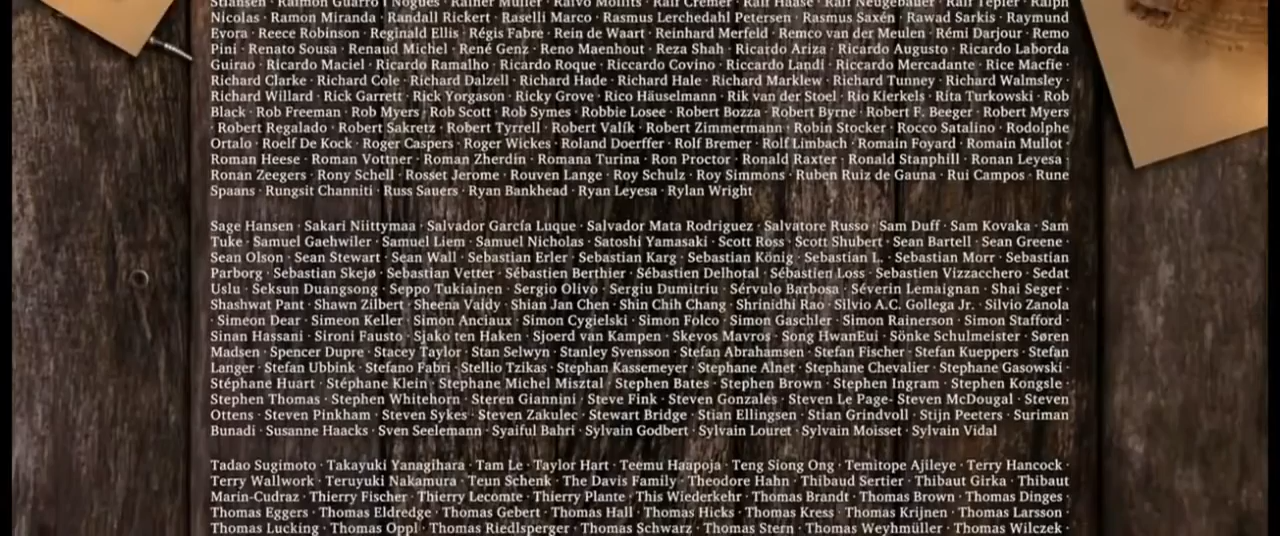 Stiansen · Raimon Guarro i Nogués · Rainer Müller · Raivo Mollits · Ralf Cremer · Ralf Haase · Ralf Neugebauer · Ralf Tepler · Ralph
Nicolas · Ramon Miranda · Randall Rickert · Raselli Marco · Rasmus Lerchedahl Petersen · Rasmus Saxén · Rawad Sarkis · Raymund
Evora · Reece Robinson · Reginald Ellis · Régis Fabre · Rein de Waart · Reinhard Merfeld · Remco van der Meulen · Rémi Darjour · Remo
Pini · Renato Sousa · Renaud Michel · René Genz · Reno Maenhout · Reza Shah · Ricardo Ariza · Ricardo Augusto · Ricardo Laborda
Guirao · Ricardo Maciel · Ricardo Ramalho · Ricardo Roque · Riccardo Covino · Riccardo Landi · Riccardo Mercadante · Rice Macfie ·
Richard Clarke · Richard Cole · Richard Dalzell · Richard Hade · Richard Hale · Richard Marklew · Richard Tunney · Richard Walmsley ·
Richard Willard · Rick Garrett · Rick Yorgason · Ricky Grove · Rico Häuselmann · Rik van der Stoel · Rio Kierkels · Rita Turkowski · Rob
Black · Rob Freeman · Rob Myers · Rob Scott · Rob Symes · Robbie Losee · Robert Bozza · Robert Byrne · Robert F. Beeger · Robert Myers
· Robert Regalado · Robert Sakretz · Robert Tyrrell · Robert Valík · Robert Zimmermann · Robin Stocker · Rocco Satalino · Rodolphe
Ortalo · Roelf De Kock · Roger Caspers · Roger Wickes · Roland Doerffer · Rolf Bremer · Rolf Limbach · Romain Foyard · Romain Mullot ·
Roman Heese · Roman Vottner · Roman Zherdin · Romana Turina · Ron Proctor · Ronald Raxter · Ronald Stanphill · Ronan Leyesa ·
Ronan Zeegers · Rony Schell · Rosset Jerome · Rouven Lange · Roy Schulz · Roy Simmons · Ruben Ruiz de Gauna · Rui Campos · Rune
Spaans · Rungsit Channiti · Russ Sauers · Ryan Bankhead · Ryan Leyesa · Rylan Wright
Sage Hansen · Sakari Niittymaa · Salvador García Luque · Salvador Mata Rodriguez · Salvatore Russo · Sam Duff · Sam Kovaka · Sam
Tuke · Samuel Gaehwiler · Samuel Liem · Samuel Nicholas · Satoshi Yamasaki · Scott Ross · Scott Shubert · Sean Bartell · Sean Greene ·
Sean Olson · Sean Stewart · Sean Wall · Sebastian Erler · Sebastian Karg · Sebastian König · Sebastian L. · Sebastian Morr · Sebastian
Parborg · Sebastian Skejø · Sebastian Vetter · Sébastien Berthier · Sébastien Delhotal · Sébastien Loss · Sebastien Vizzacchero · Sedat
Uslu · Seksun Duangsong · Seppo Tukiainen · Sergio Olivo · Sergiu Dumitriu · Sérvulo Barbosa · Séverin Lemaignan · Shai Seger ·
Shashwat Pant · Shawn Zilbert · Sheena Vaidy · Shian Jan Chen · Shin Chih Chang · Shrinidhi Rao · Silvio A.C. Gollega Jr. · Silvio Zanola
· Simeon Dear · Simeon Keller · Simon Anciaux · Simon Cygielski · Simon Folco · Simon Gaschler · Simon Rainerson · Simon Stafford ·
Sinan Hassani · Sironi Fausto · Sjako ten Haken · Sjoerd van Kampen · Skevos Mavros · Song HwanEui · Sönke Schulmeister · Søren
Madsen · Spencer Dupre · Stacey Taylor · Stan Selwyn · Stanley Svensson · Stefan Abrahamsen · Stefan Fischer · Stefan Kueppers · Stefan
Langer · Stefan Ubbink · Stefano Fabri · Stellio Tzikas · Stephan Kassemeyer · Stephane Alnet · Stephane Chevalier · Stephane Gasowski ·
Stéphane Huart · Stéphane Klein · Stephane Michel Misztal · Stephen Bates · Stephen Brown · Stephen Ingram · Stephen Kongsle ·
Stephen Thomas · Stephen Whitehorn · Steren Giannini · Steve Fink · Steven Gonzales · Steven Le Page- Steven McDougal · Steven
Ottens · Steven Pinkham · Steven Sykes · Steven Zakulec · Stewart Bridge · Stian Ellingsen · Stian Grindvoll · Stijn Peeters · Suriman
Bunadi · Susanne Haacks · Sven Seelemann · Syaiful Bahri · Sylvain Godbert · Sylvain Louret · Sylvain Moisset · Sylvain Vidal
Tadao Sugimoto · Takayuki Yanagihara · Tam Le · Taylor Hart · Teemu Haapoja · Teng Siong Ong · Temitope Ajileye · Terry Hancock ·
Terry Wallwork · Teruyuki Nakamura · Teun Schenk · The Davis Family · Theodore Hahn · Thibaud Sertier · Thibaut Girka · Thibaut
Marin-Cudraz · Thierry Fischer · Thierry Lecomte · Thierry Plante · This Wiederkehr · Thomas Brandt · Thomas Brown · Thomas Dinges ·
Thomas Eggers · Thomas Eldredge · Thomas Gebert · Thomas Hall · Thomas Hicks · Thomas Kress · Thomas Krijnen · Thomas Larsson ·
Thomas Lucking · Thomas Oppl · Thomas Riedlsperger · Thomas Schwarz · Thomas Stern · Thomas Weyhmüller · Thomas Wilczek ·